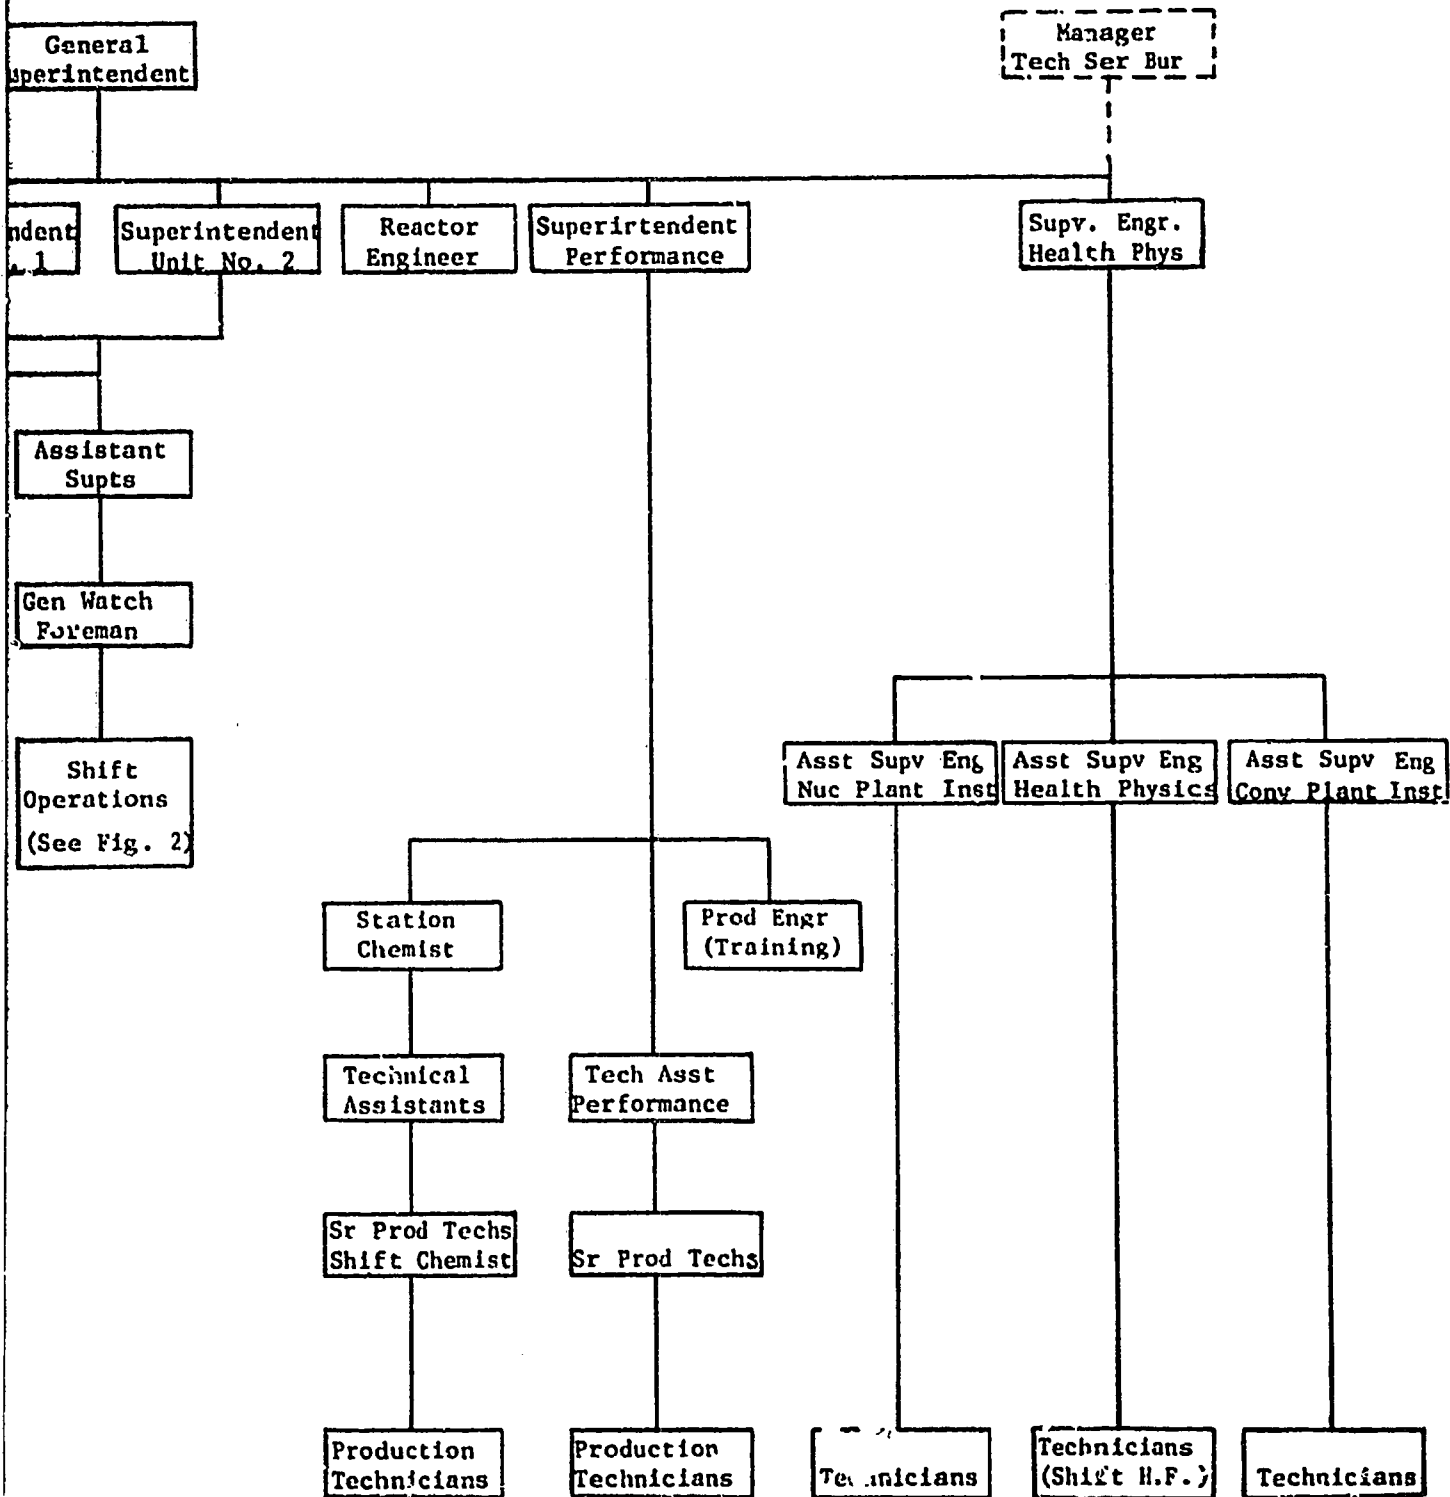 General
uperintendent
Manager
Tech Ser Bur
ndent
. 1
Superintendent
Unit No. 2
Reactor
Engineer
Superirtendent
Performance
Supv. Engr.
Health Phys
Assistant
Supts
Gen Watch
Foreman
Shift
Operations
(See Fig. 2)
Asst Supv Eng
Nuc Plant Inst
Asst Supv Eng
Health Physics
Asst Supv Eng
Conv Plant Inst
Station
Chemist
Prod Engr
(Training)
Technical
Assistants
Tech Asst
Performance
Sr Prod Techs
Shift Chemist
Sr Prod Techs
Production
Technicians
Production
Technicians
Technicians
Technicians
(Shift H.P.)
Technicians